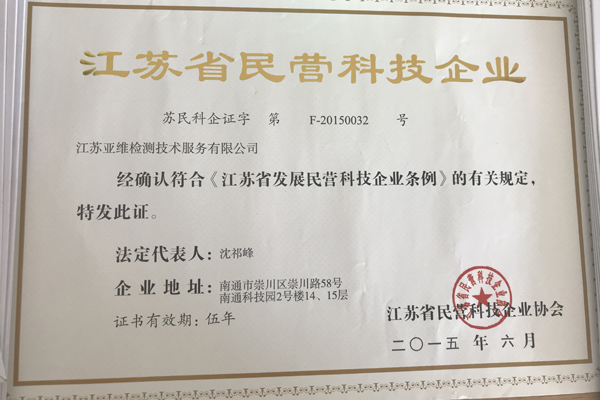 江苏省民营科技企业
苏民科企证字 第 F-20150032 号
江苏亚维检测技术服务有限公司
经确认符合《江苏省发展民营科技企业条例》的有关规定，
特发此证。
法定代表人：沈祁峰
企业地址：南通市崇川区崇川路58号
南通科技园2号楼14、15层
江苏省民营科技企业协会
证书有效期：伍年
二〇一五年六月